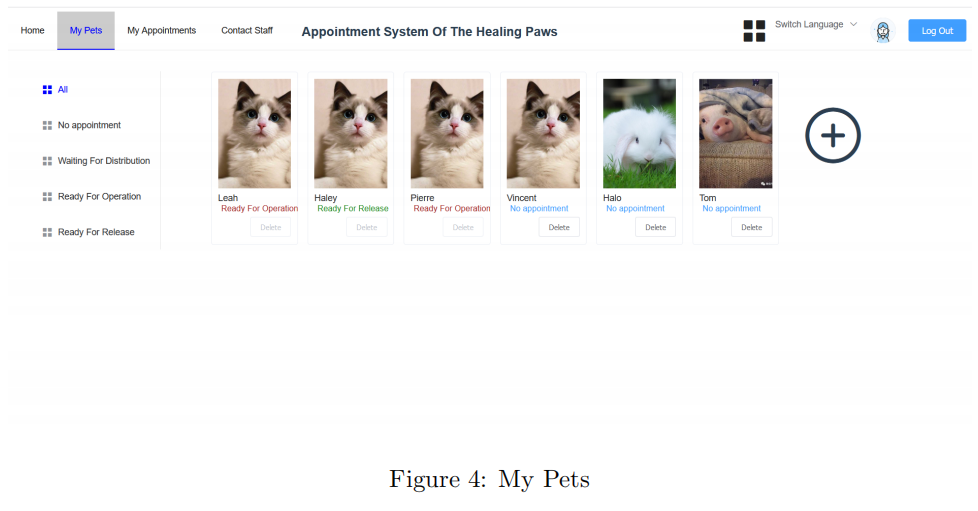 Home My Pets My Appointments Contact Staff Appointment System Of The Healing Paws Switch Language Log Out
All
No appointment
Waiting For Distribution
Ready For Operation
Ready For Release
Leah
Ready For Operation
Delete
Haley
Ready For Release
Delete
Pierre
Ready For Operation
Delete
Vincent
No appointment
Delete
Halo
No appointment
Delete
Tom
No appointment
Delete
Figure 4: My Pets